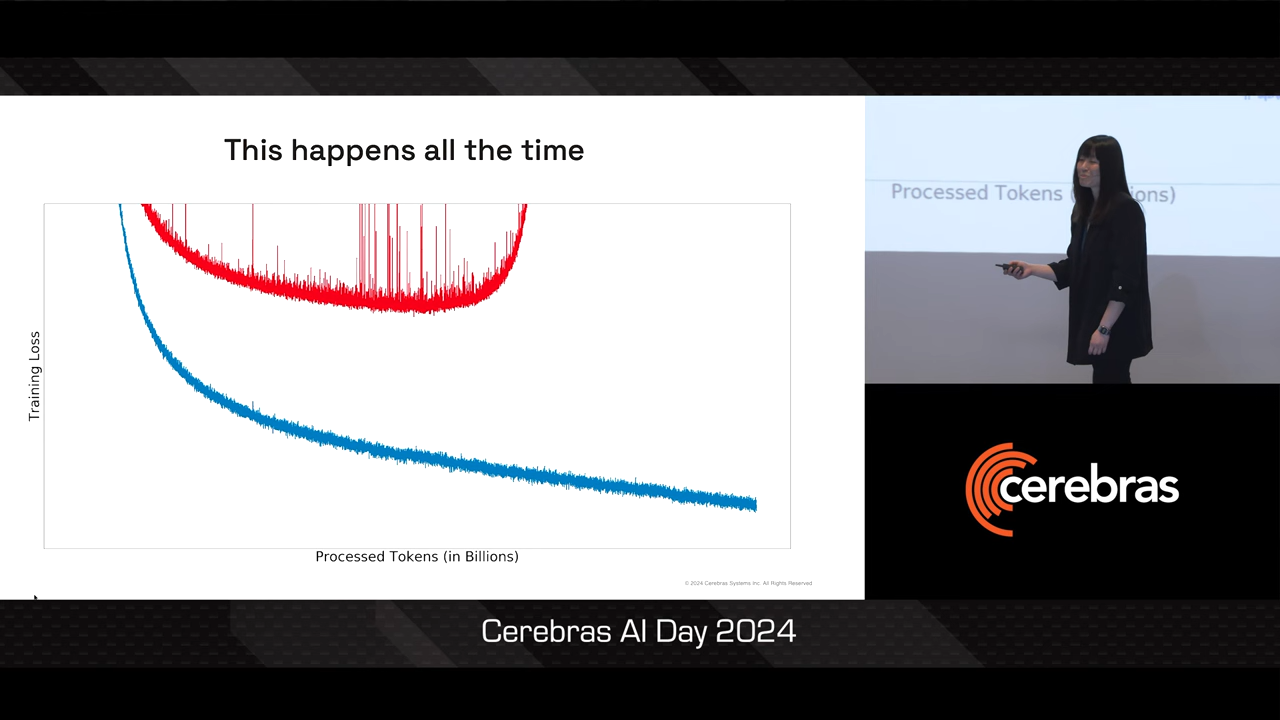 This happens all the time
Training Loss
Processed Tokens (in Billions)
© 2024 Cerebras Systems Inc. All Rights Reserved
Processed Tokens (
ions)
cerebras
Cerebras AI Day 2024